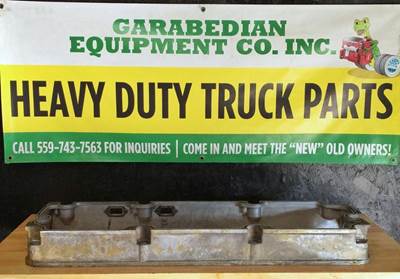 GARABEDIAN
EQUIPMENT CO. INC.
HEAVY DUTY TRUCK PARTS
CALL 559-743-7563 FOR INQUIRIES | COME IN AND MEET THE "NEW" OLD OWNERS!